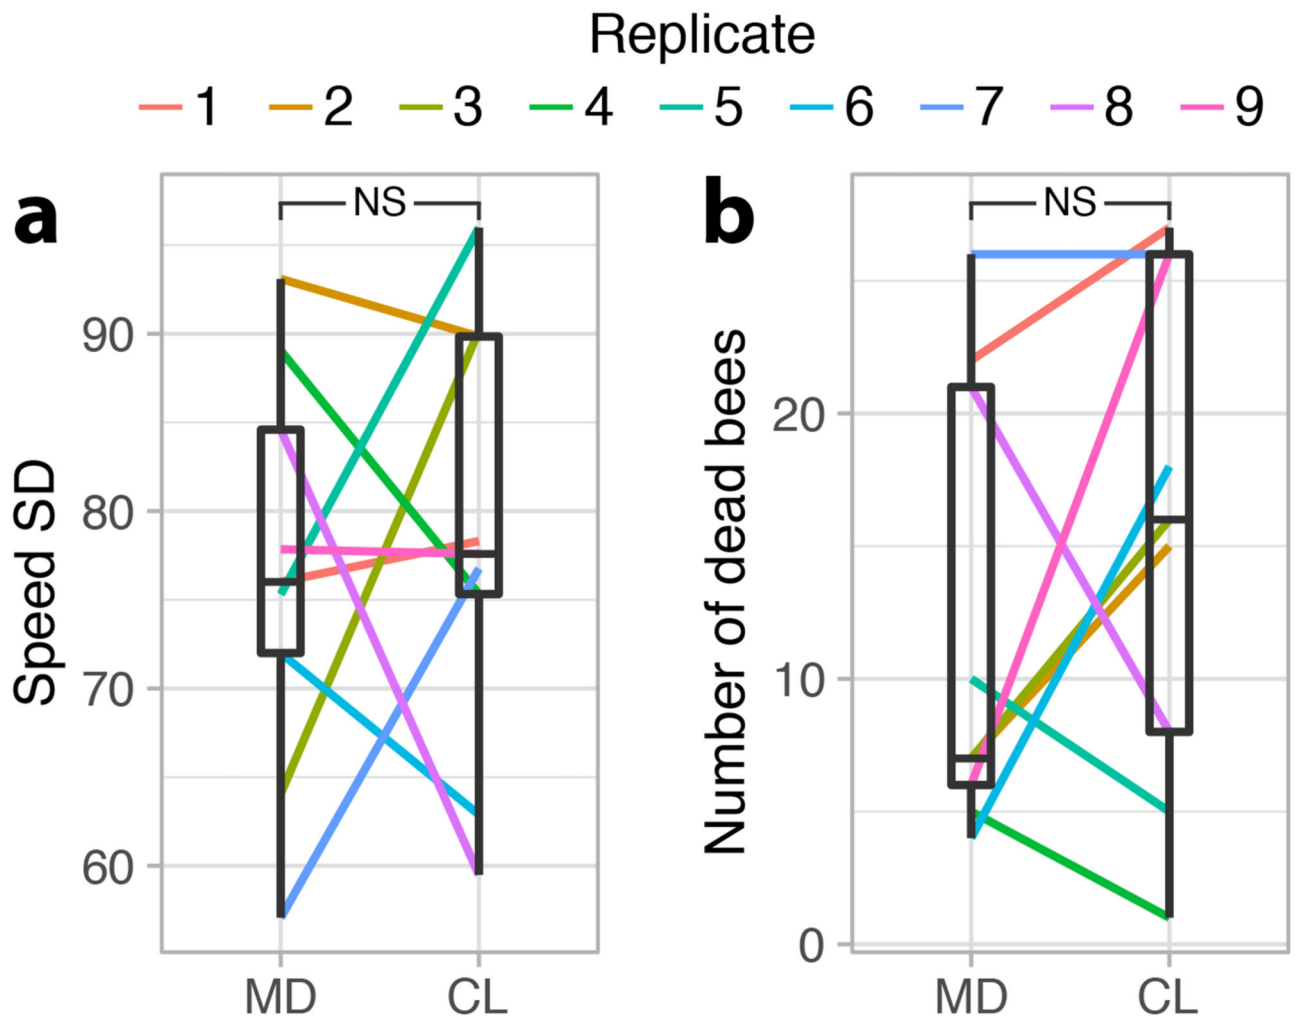 Replicate
1 2 3 4 5 6 7 8 9
a
NS
Speed SD
90
80
70
60
MD CL
b
NS
Number of dead bees
20
10
0
MD CL